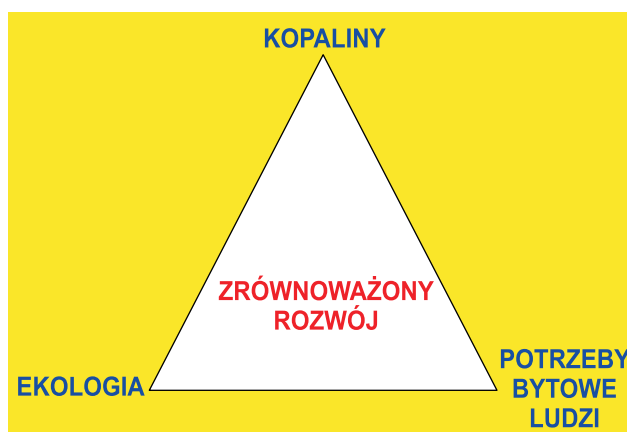 KOPALINY
ZRÓWNOWAŻONY
ROZWÓJ
EKOLOGIA
POTRZEBY
BYTOWE
LUDZI